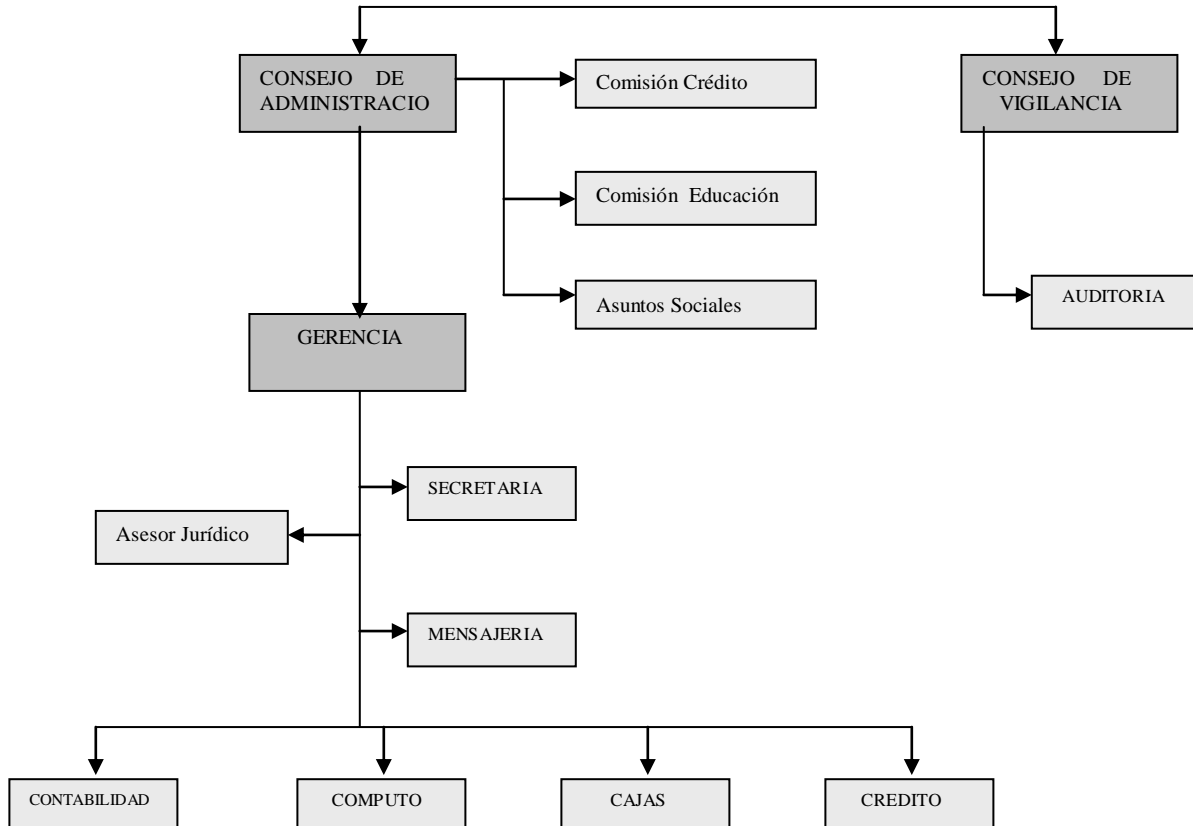 CONSEJO DE
ADMINISTRACIO
Comisión Crédito
CONSEJO DE
VIGILANCIA
Comisión Educación
Asuntos Sociales
AUDITORIA
GERENCIA
SECRETARIA
Asesor Jurídico
MENSAJERIA
CONTABILIDAD
COMPUTO
CAJAS
CREDITO